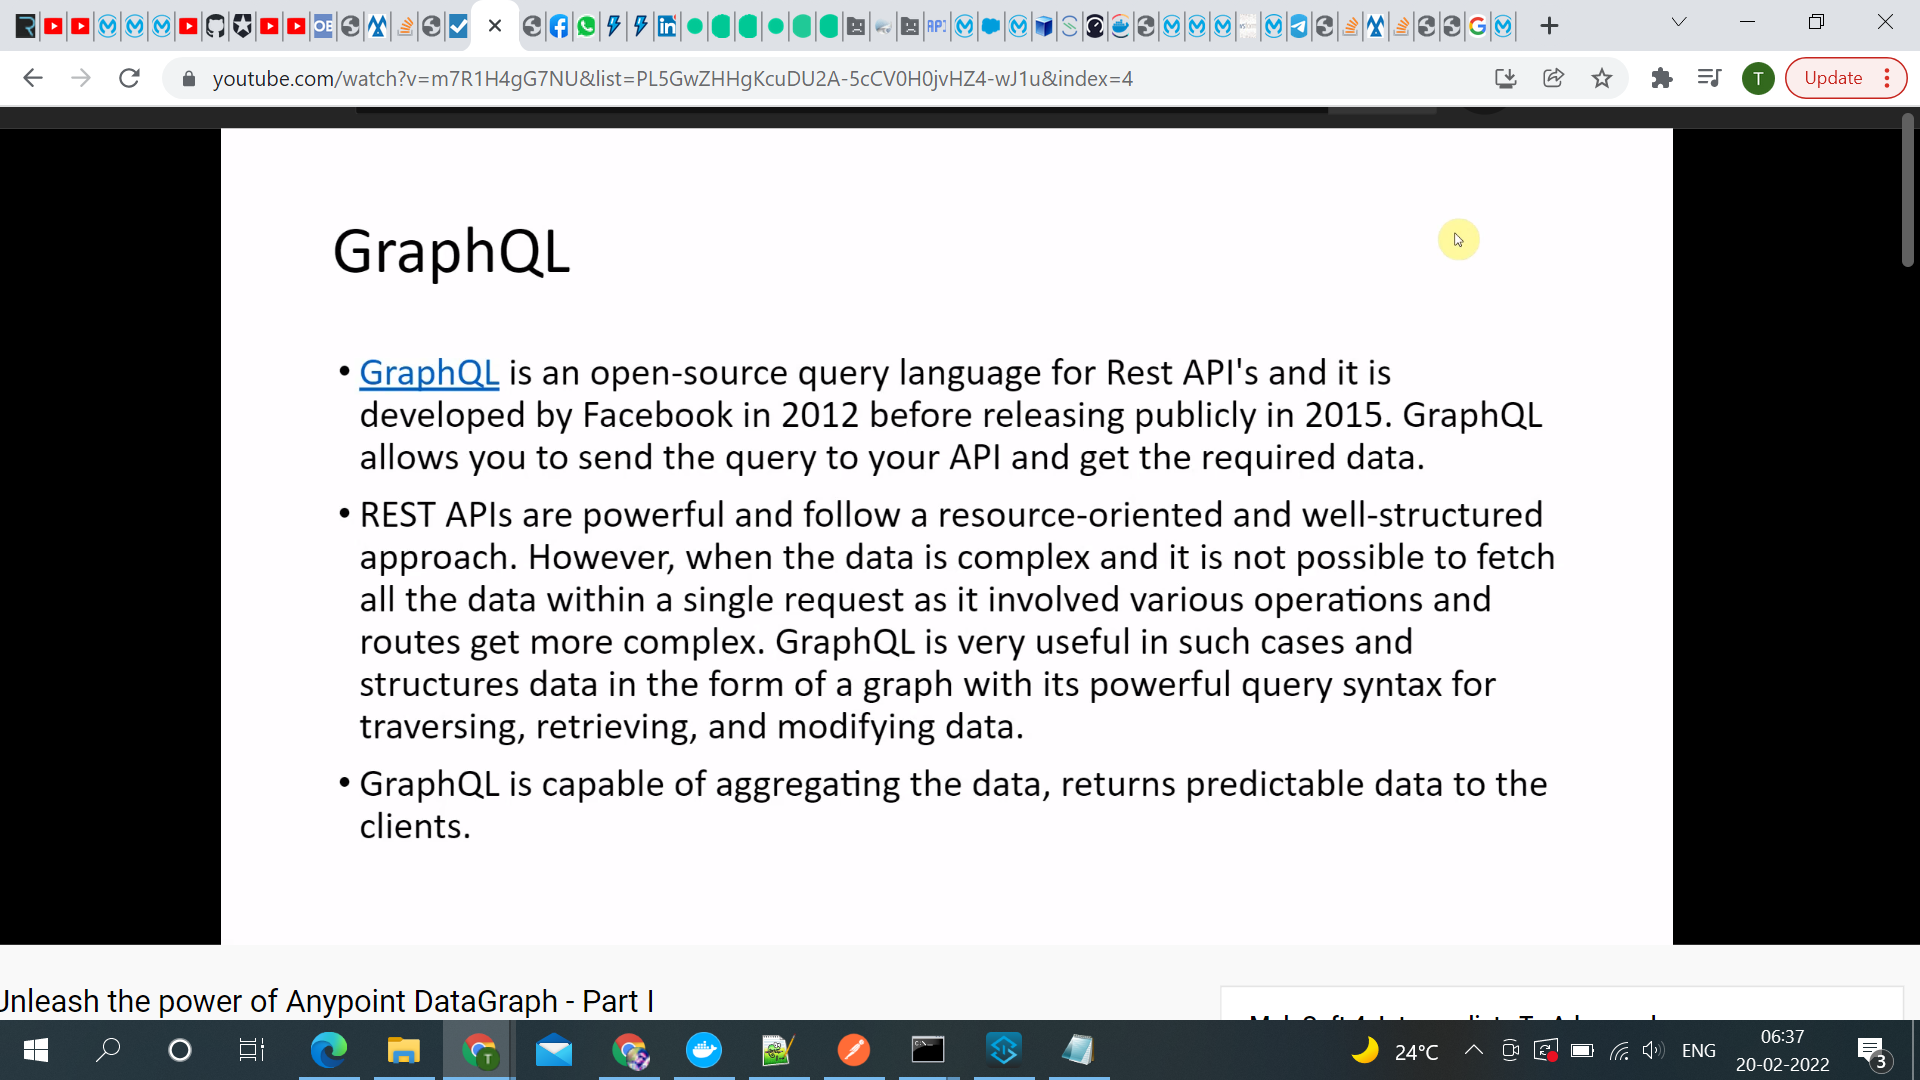 youtube.com/watch?v=m7R1H4gG7NU&list=PL5GwZHHgKcuDU2A-5cCV0H0jvHZ4-wJ1u&index=4
T
Update
GraphQL
• GraphQL is an open-source query language for Rest API's and it is
developed by Facebook in 2012 before releasing publicly in 2015. GraphQL
allows you to send the query to your API and get the required data.
• REST APIs are powerful and follow a resource-oriented and well-structured
approach. However, when the data is complex and it is not possible to fetch
all the data within a single request as it involved various operations and
routes get more complex. GraphQL is very useful in such cases and
structures data in the form of a graph with its powerful query syntax for
traversing, retrieving, and modifying data.
• GraphQL is capable of aggregating the data, returns predictable data to the
clients.
Unleash the power of Anypoint DataGraph - Part I
24°C
ENG
06:37
20-02-2022
3